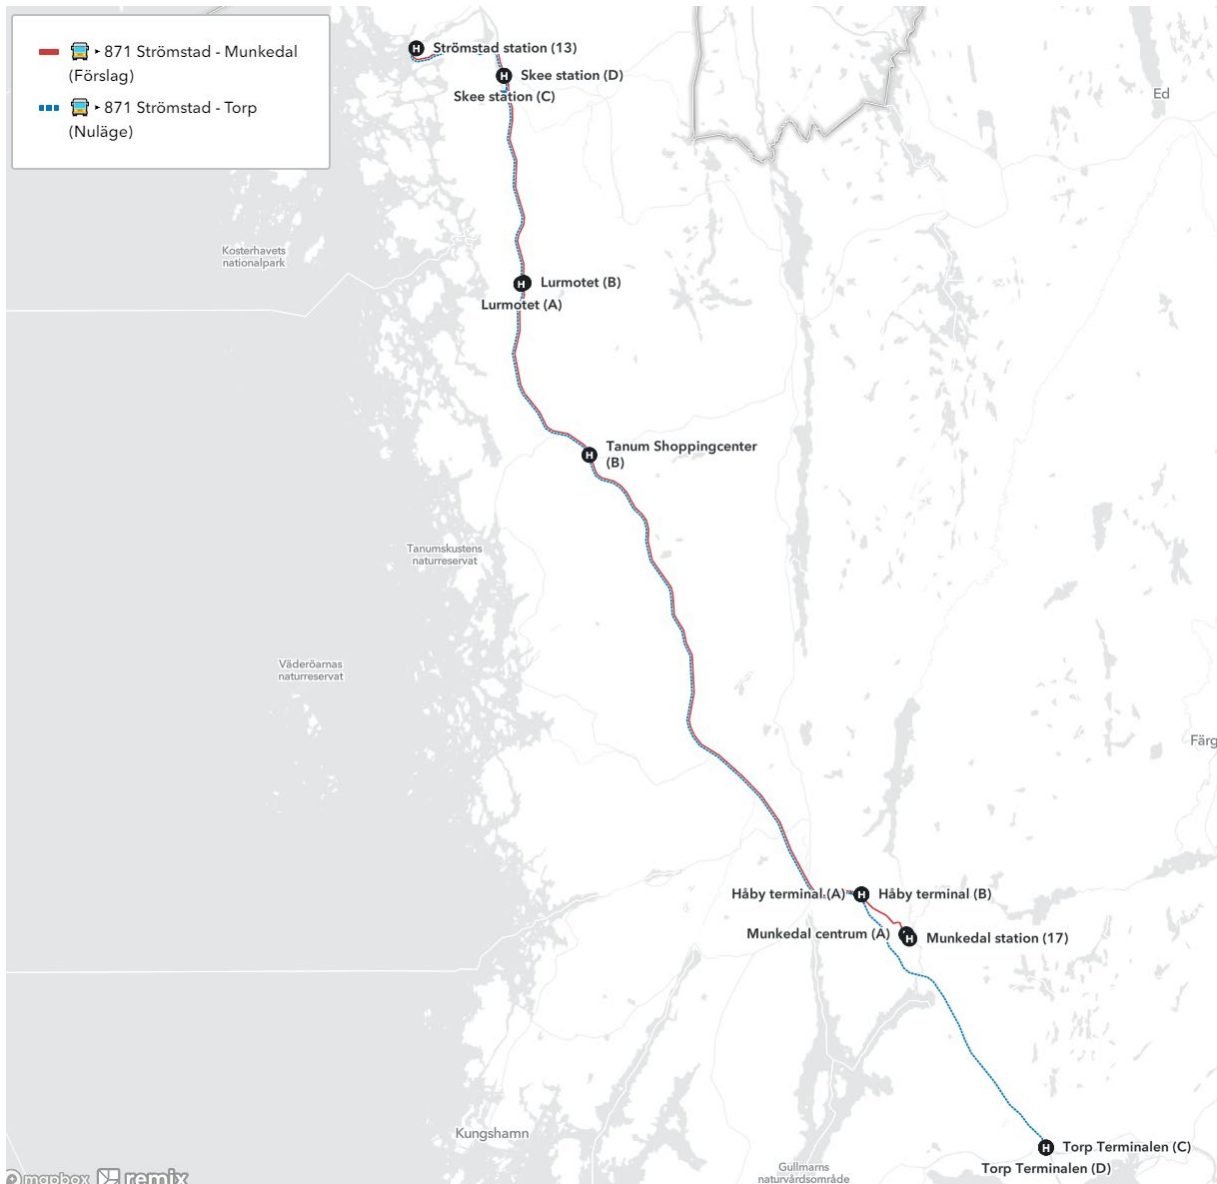 871 Strömstad - Munkedal
(Förslag)
871 Strömstad - Torp
(Nuläge)
Strömstad station (13)
Skee station (D)
Skee station (C)
Ed
Kosterhavets
nationalpark
H Lurmotet (B)
Lurmotet (A)
H Tanum Shoppingcenter
(B)
Tanumskustens
naturreservat
Väderöarnas
naturreservat
Färg
Håby terminal (A) H Håby terminal (B)
Munkedal centrum (A) H Munkedal station (17)
Kungshamn
H Torp Terminalen (C)
Torp Terminalen (D)
Gullmarns
naturvårdsområde
mapbox remix